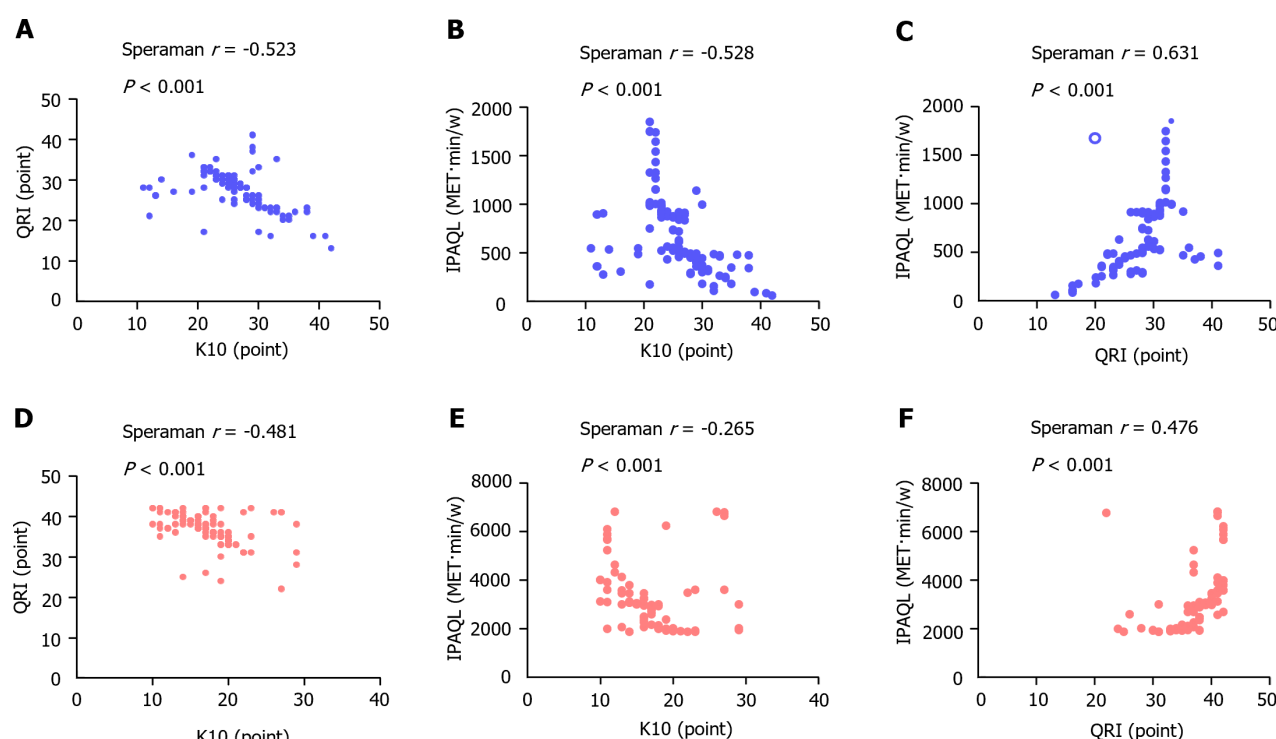 A
Speraman r = -0.523
P < 0.001
QRI (point)
50
40
30
20
10
0
0 10 20 30 40 50
K10 (point)
B
Speraman r = -0.528
P < 0.001
IPAQL (MET·min/w)
2000
1500
1000
500
0
0 10 20 30 40 50
K10 (point)
C
Speraman r = 0.631
P < 0.001
IPAQL (MET·min/w)
2000
1500
1000
500
0
0 10 20 30 40 50
QRI (point)
D
Speraman r = -0.481
P < 0.001
QRI (point)
50
40
30
20
10
0
10 20 30 40
K10 (point)
E
Speraman r = -0.265
P < 0.001
IPAQL (MET·min/w)
8000
6000
4000
2000
0
0 10 20 30 40
K10 (point)
F
Speraman r = 0.476
P < 0.001
IPAQL (MET·min/w)
8000
6000
4000
2000
0
0 10 20 30 40 50
QRI (point)